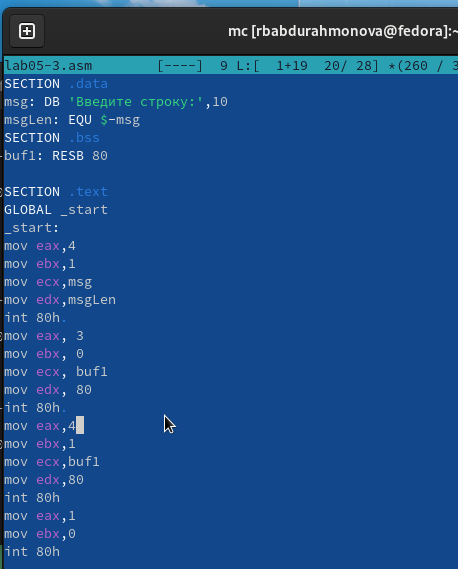 mc [rbabdurahmonova@fedora]:~
lab05-3.asm [----] 9 L:[ 1+19 20/ 28] *(260 / 3
SECTION .data
msg: DB 'Введите строку:',10
msgLen: EQU $-msg
SECTION .bss
buf1: RESB 80
SECTION .text
GLOBAL _start
_start:
mov eax,4
mov ebx,1
mov ecx,msg
mov edx,msgLen
int 80h.
mov eax, 3
mov ebx, 0
mov ecx, buf1
mov edx, 80
int 80h.
mov eax,4
mov ebx,1
mov ecx,buf1
mov edx,80
int 80h
mov eax,1
mov ebx,0
int 80h